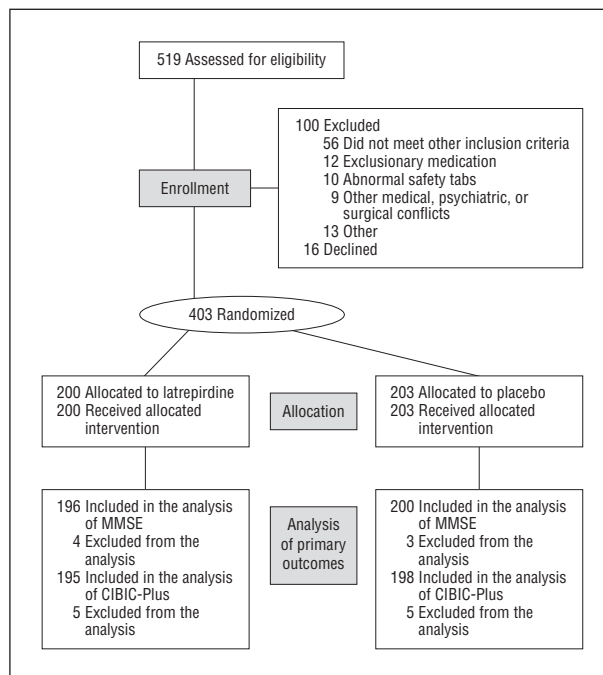 519 Assessed for eligibility
100 Excluded
56 Did not meet other inclusion criteria
12 Exclusionary medication
10 Abnormal safety tabs
9 Other medical, psychiatric, or
surgical conflicts
13 Other
16 Declined
Enrollment
403 Randomized
200 Allocated to latrepirdine
200 Received allocated
intervention
Allocation
203 Allocated to placebo
203 Received allocated
intervention
196 Included in the analysis
of MMSE
4 Excluded from the
analysis
195 Included in the analysis
of CIBIC-Plus
5 Excluded from the
analysis
Analysis
of primary
outcomes
200 Included in the analysis
of MMSE
3 Excluded from the
analysis
198 Included in the analysis
of CIBIC-Plus
5 Excluded from the
analysis